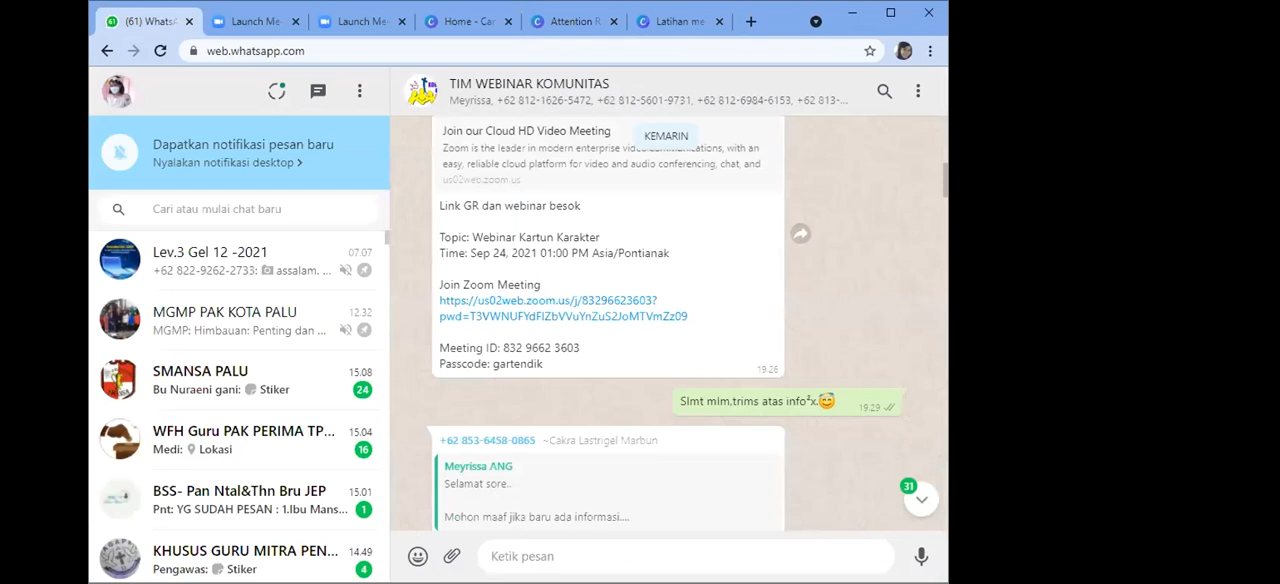 (61) Whats
Launch Me
Launch Me
Home - Car
Attention R
Latihan me
web.whatsapp.com
TIM WEBINAR KOMUNITAS
Meyrissa, +62 812-1626-5472, +62 812-5601-9731, +62 812-6984-6153, +62 813-...
Dapatkan notifikasi pesan baru
Nyalakan notifikasi desktop >
Cari atau mulai chat baru
Lev.3 Gel 12 -2021
07.07
+62 822-9262-2733: assalam. ...
MGMP PAK KOTA PALU
12.32
MGMP: Himbauan: Penting dan ...
SMANSA PALU
15.08
Bu Nuraeni gani: Stiker
24
WFH Guru PAK PERIMA TP...
15.04
Medi: Lokasi
16
BSS- Pan Ntal&Thn Bru JEP
15.01
Pnt: YG SUDAH PESAN : 1.Ibu Mans...
1
KHUSUS GURU MITRA PEN...
14.49
Pengawas: Stiker
4
Join our Cloud HD Video Meeting
KEMARIN
Zoom is the leader in modern enterprise video communications, with an
easy, reliable cloud platform for video and audio conferencing, chat, and
us02web.zoom.us
Link GR dan webinar besok
Topic: Webinar Kartun Karakter
Time: Sep 24, 2021 01:00 PM Asia/Pontianak
Join Zoom Meeting
https://us02web.zoom.us/j/83296623603?
pwd=T3VWNUFYdFlZbVVuYnZuS2JoMTVmZz09
Meeting ID: 832 9662 3603
Passcode: gartendik
19.26
Slmt mlm,trims atas info²x.😇
19.29
+62 853-6458-0865 ~Cakra Lastrigel Marbun
Meyrissa ANG
Selamat sore..
Mohon maaf jika baru ada informasi....
31
Ketik pesan